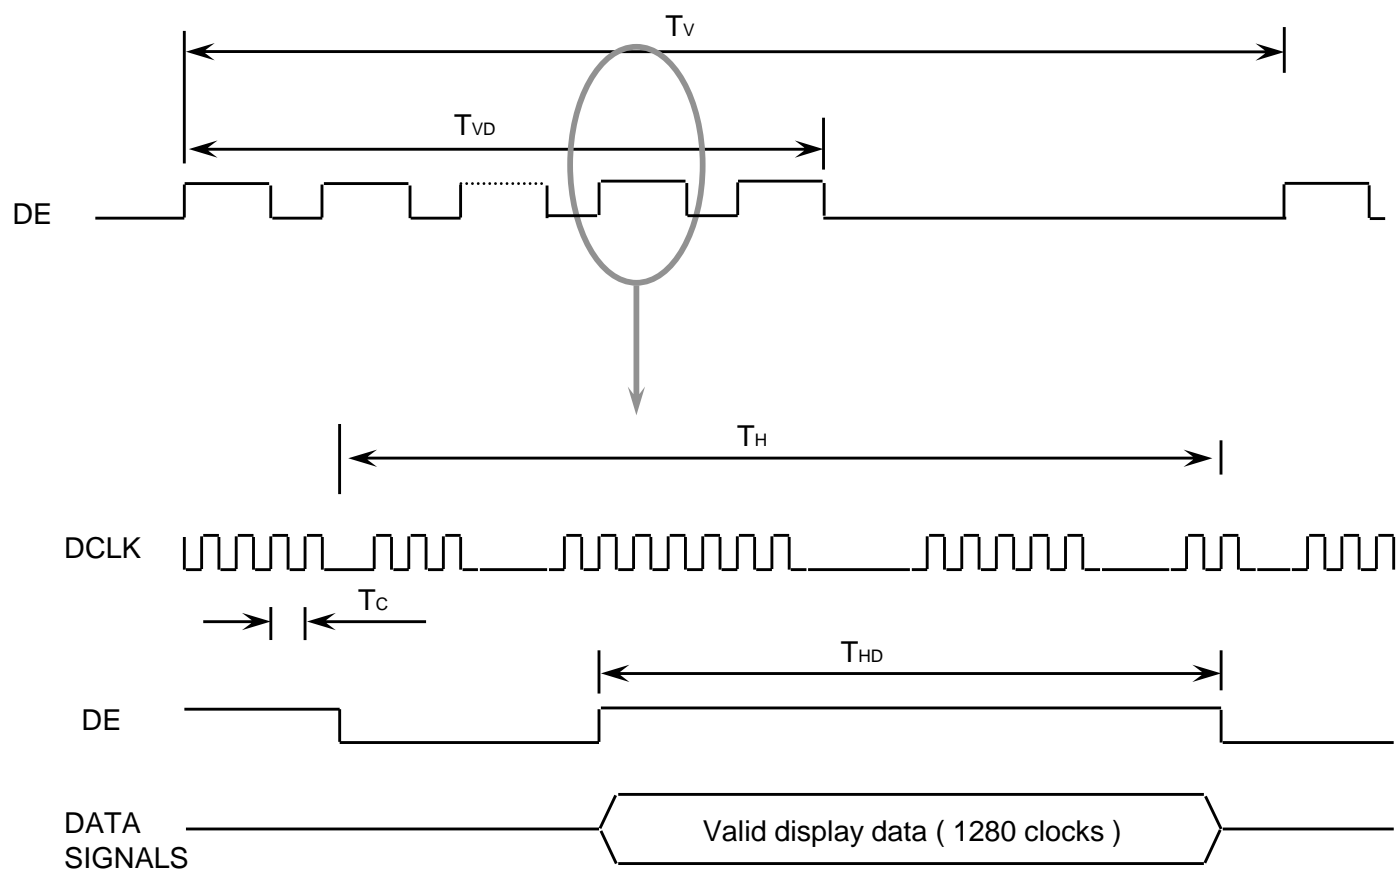 TV
TVD
DE
TH
DCLK
TC
THD
DE
DATA
SIGNALS
Valid display data ( 1280 clocks )